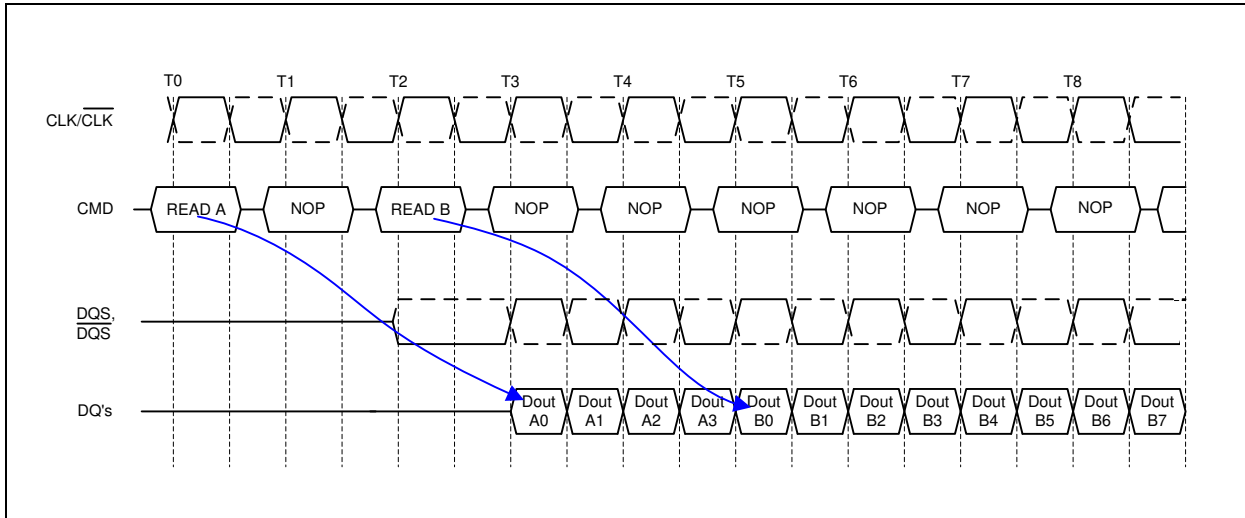 T0 T1 T2 T3 T4 T5 T6 T7 T8
CLK/CLK
CMD READ A NOP READ B NOP NOP NOP NOP NOP NOP
DQS,
DQS
DQ's Dout Dout Dout Dout Dout Dout Dout Dout Dout Dout Dout Dout
A0 A1 A2 A3 B0 B1 B2 B3 B4 B5 B6 B7